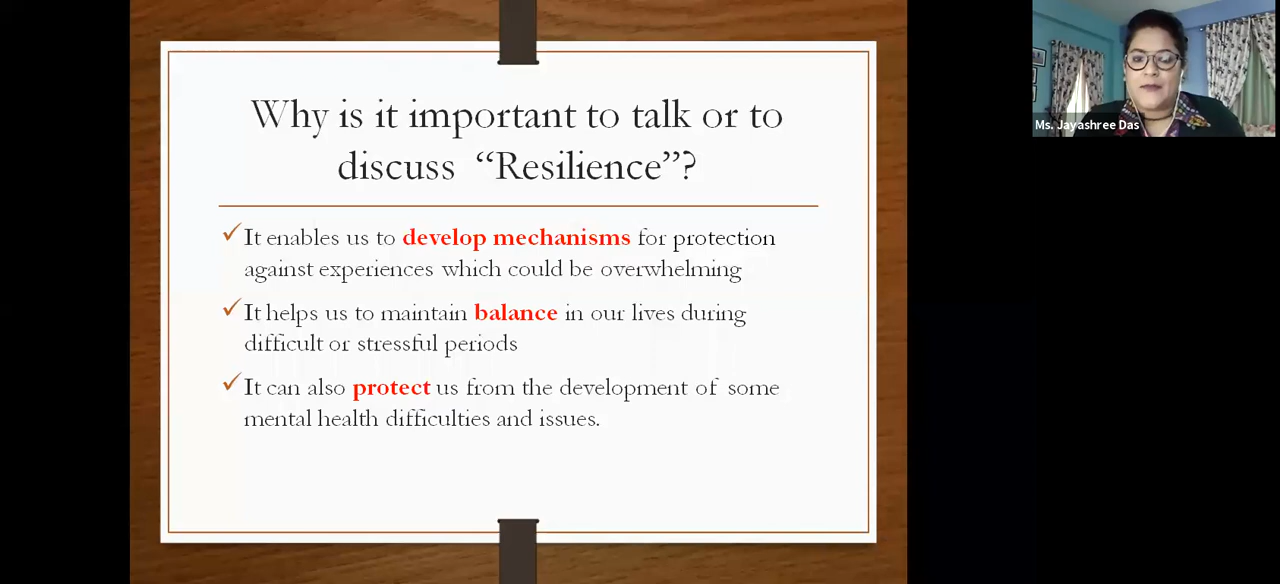 Why is it important to talk or to
discuss “Resilience”?
It enables us to develop mechanisms for protection
against experiences which could be overwhelming
It helps us to maintain balance in our lives during
difficult or stressful periods
It can also protect us from the development of some
mental health difficulties and issues.
Ms. Jayashree Das